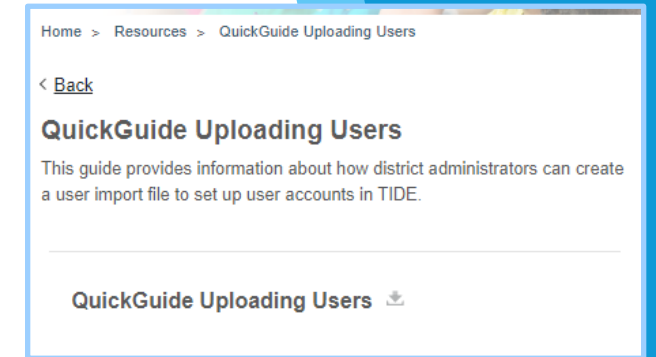 Home > Resources > QuickGuide Uploading Users
< Back
QuickGuide Uploading Users
This guide provides information about how district administrators can create
a user import file to set up user accounts in TIDE.
QuickGuide Uploading Users